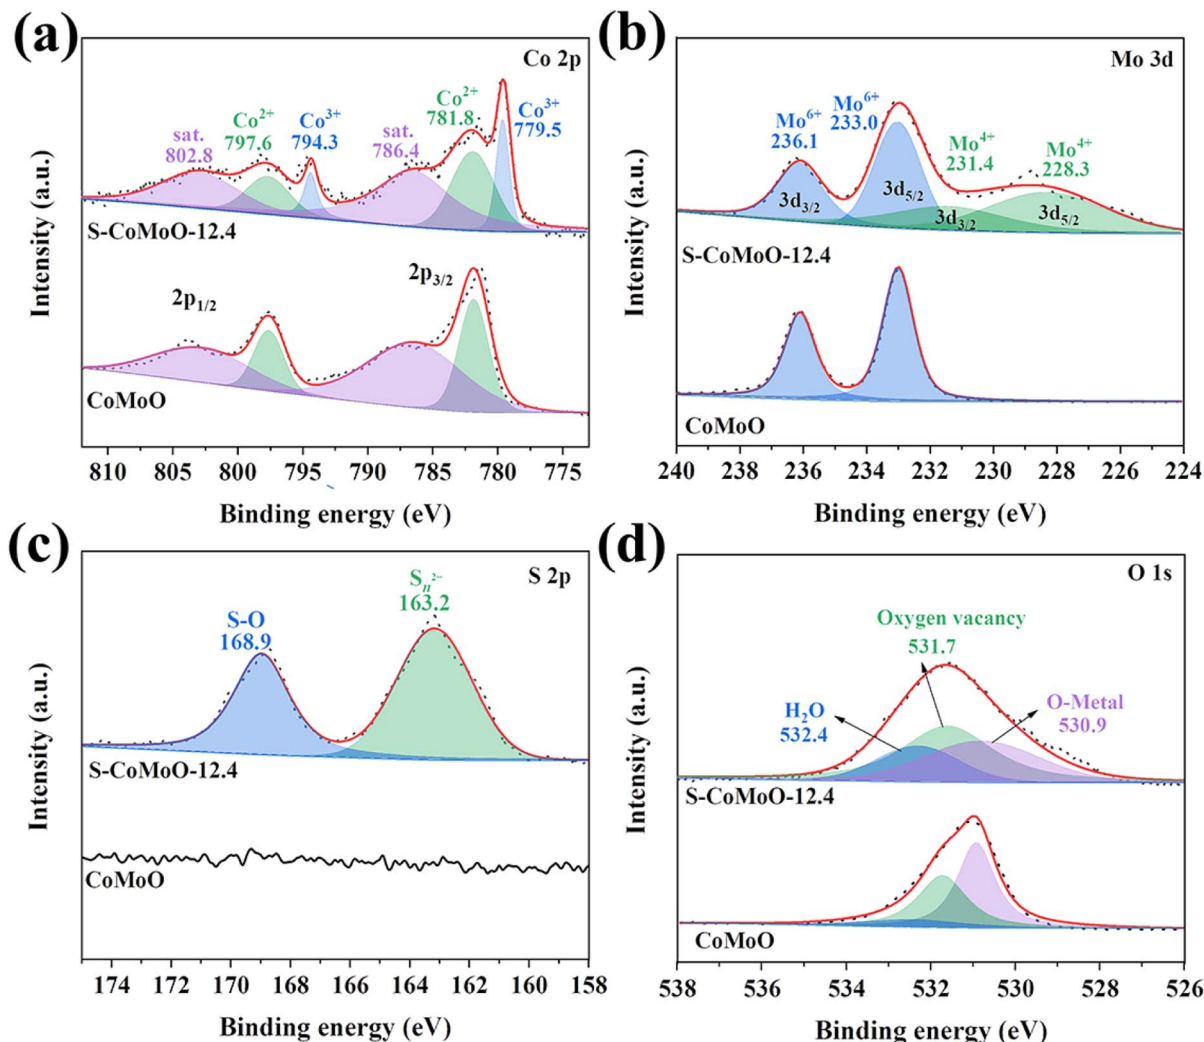 (a)
Co 2p
Co²⁺
781.8
Co³⁺
779.5
Co²⁺
797.6
Co³⁺
794.3
sat.
802.8
sat.
786.4
S-CoMoO-12.4
2p₁/₂
2p₃/₂
CoMoO
Intensity (a.u.)
810 805 800 795 790 785 780 775
Binding energy (eV)
(b)
Mo 3d
Mo⁶⁺
236.1
Mo⁶⁺
233.0
Mo⁴⁺
231.4
Mo⁴⁺
228.3
3d₃/₂
3d₅/₂
3d₃/₂
3d₅/₂
S-CoMoO-12.4
CoMoO
Intensity (a.u.)
240 238 236 234 232 230 228 226 224
Binding energy (eV)
(c)
S 2p
S-O
168.9
Sₙ²⁻
163.2
S-CoMoO-12.4
CoMoO
Intensity (a.u.)
174 172 170 168 166 164 162 160 158
Binding energy (eV)
(d)
O 1s
Oxygen vacancy
531.7
H₂O
532.4
O-Metal
530.9
S-CoMoO-12.4
CoMoO
Intensity (a.u.)
538 536 534 532 530 528 526
Binding energy (eV)